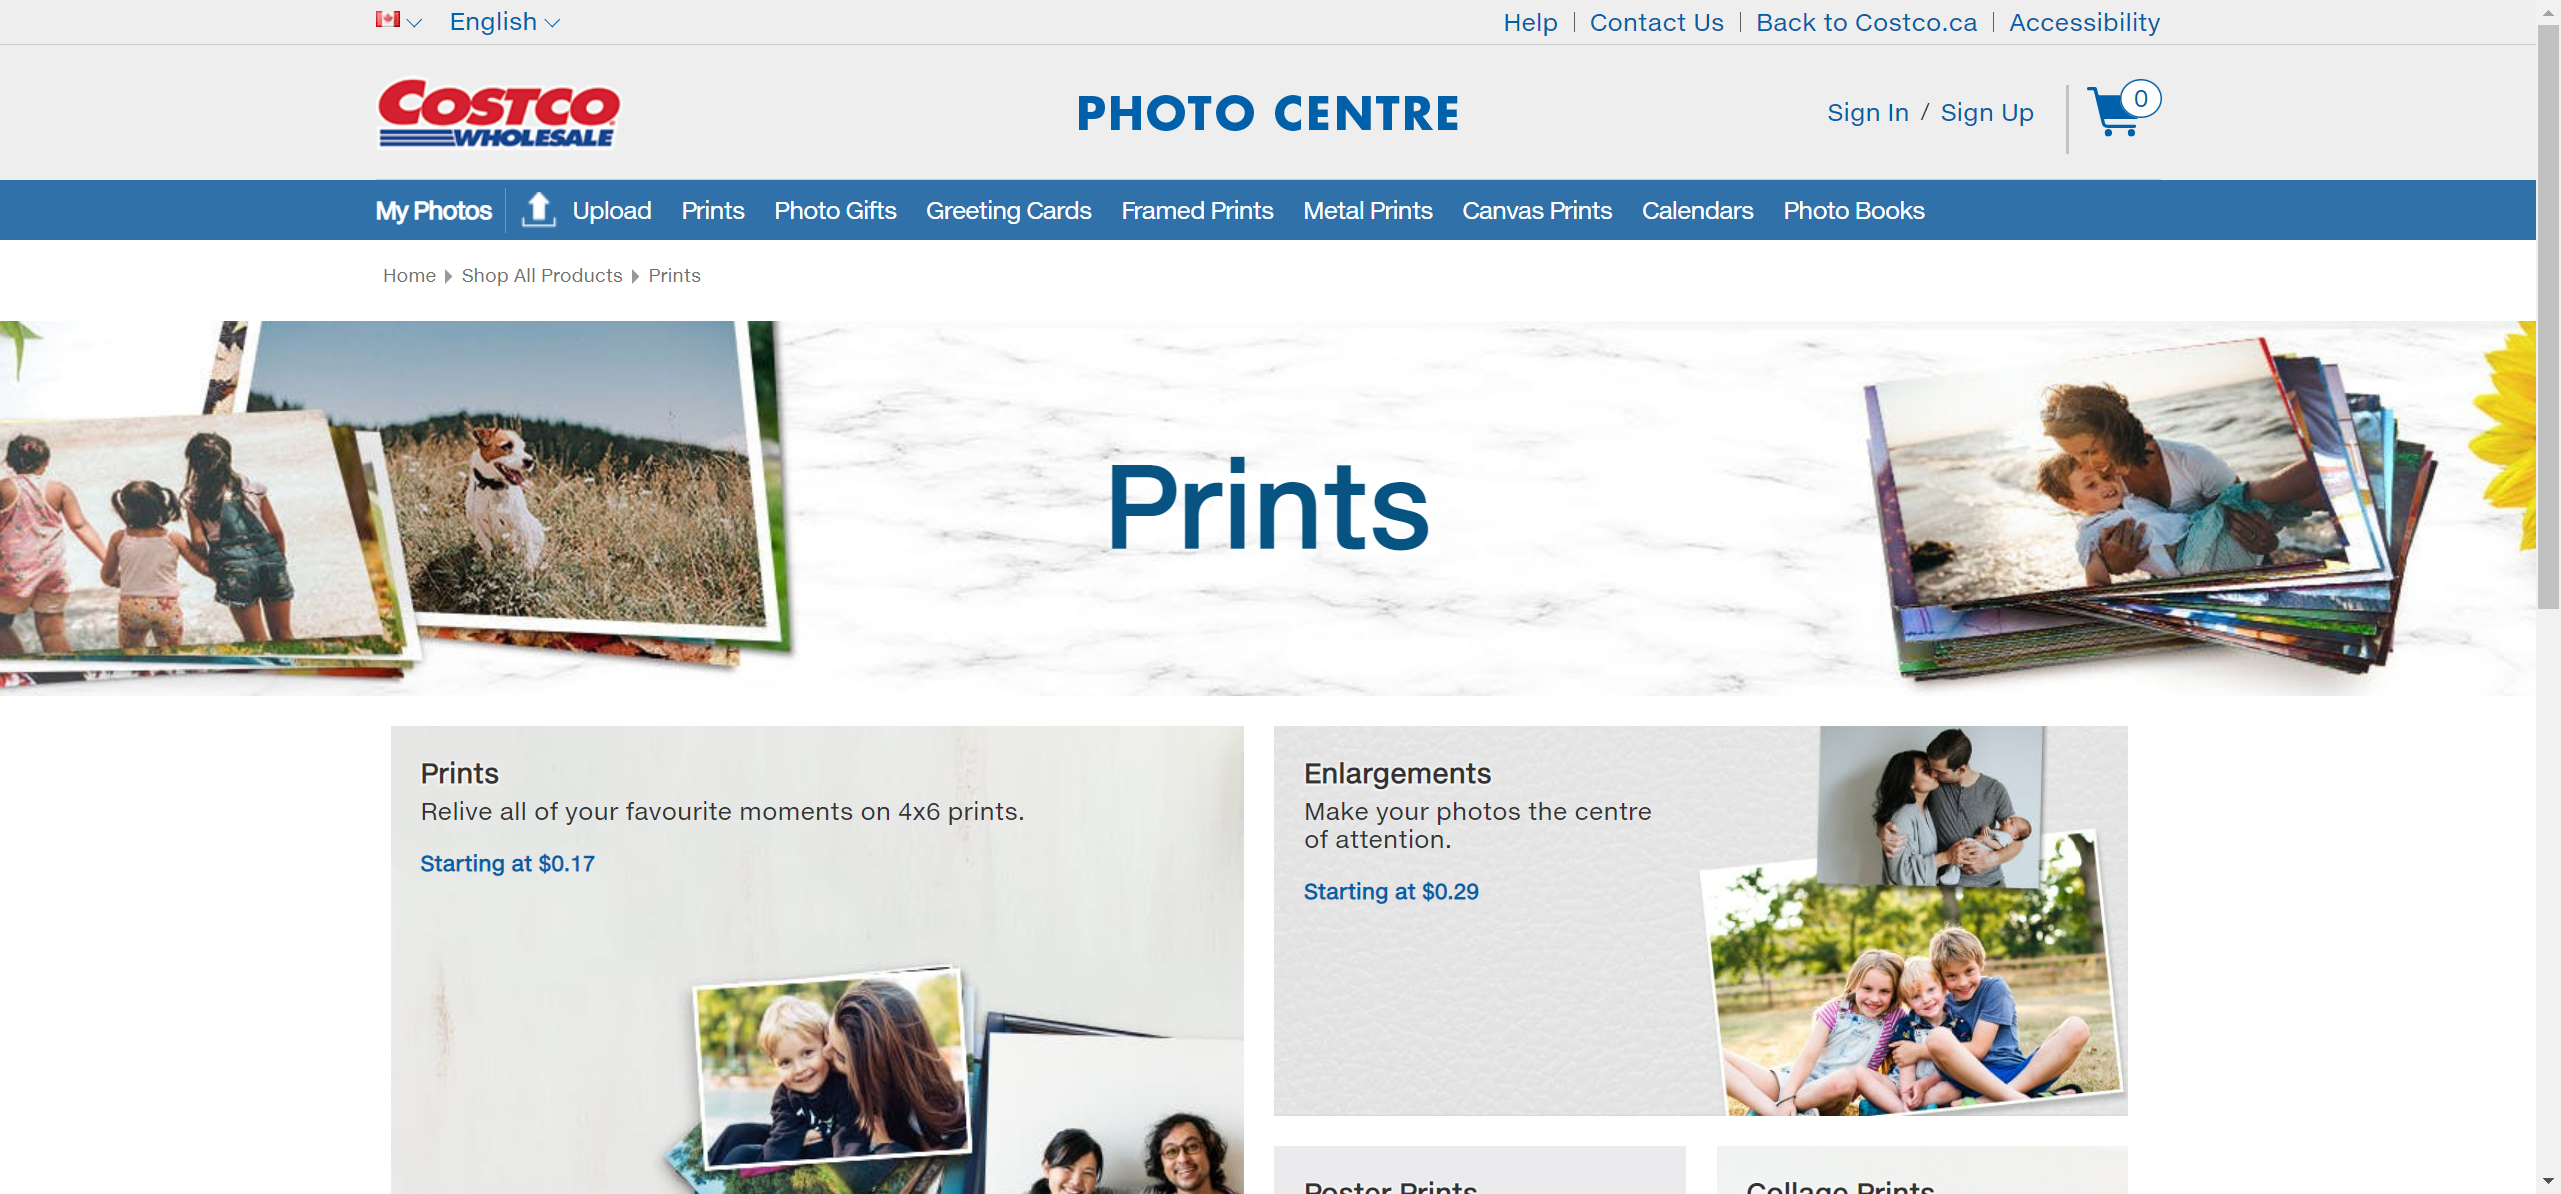 English
Help | Contact Us | Back to Costco.ca | Accessibility
COSTCO
WHOLESALE
PHOTO CENTRE
Sign In / Sign Up
0
My Photos Upload Prints Photo Gifts Greeting Cards Framed Prints Metal Prints Canvas Prints Calendars Photo Books
Home Shop All Products Prints
Prints
Prints
Relive all of your favourite moments on 4x6 prints.
Starting at $0.17
Enlargements
Make your photos the centre
of attention.
Starting at $0.29
Poster Prints
Collage Prints